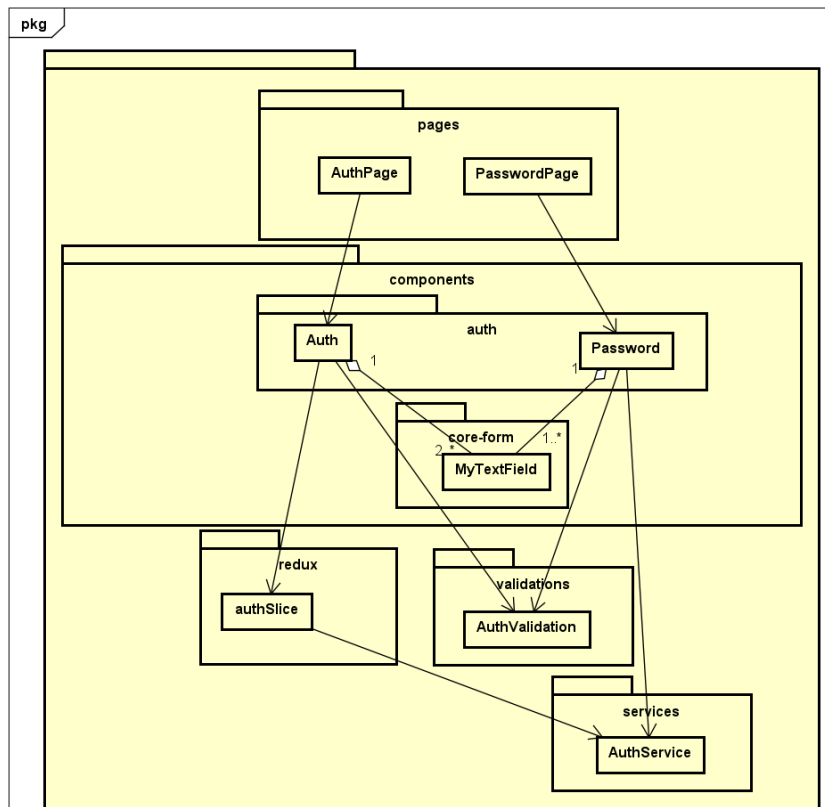 pkg
pages
AuthPage
PasswordPage
components
auth
Auth
Password
1
1
core-form
2..*
1..*
MyTextField
redux
authSlice
validations
AuthValidation
services
AuthService